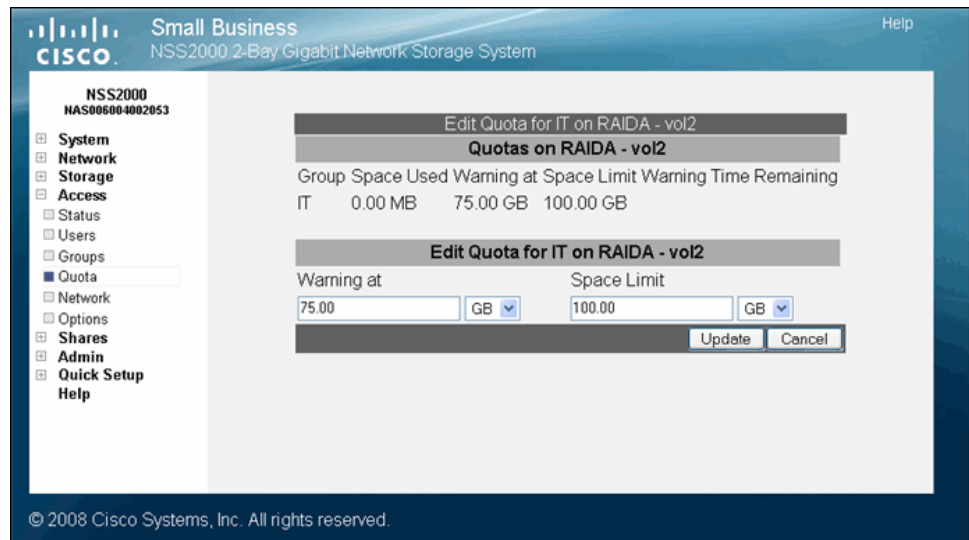 Small Business
Help
CISCO.
NSS2000 2-Bay Gigabit Network Storage System
NSS2000
NAS006004002053
System
Network
Storage
Access
Status
Users
Groups
Quota
Network
Options
Shares
Admin
Quick Setup
Help
Edit Quota for IT on RAIDA - vol2
Quotas on RAIDA - vol2
Group Space Used Warning at Space Limit Warning Time Remaining
IT 0.00 MB 75.00 GB 100.00 GB
Edit Quota for IT on RAIDA - vol2
Warning at Space Limit
75.00 GB 100.00 GB
Update Cancel
© 2008 Cisco Systems, Inc. All rights reserved.